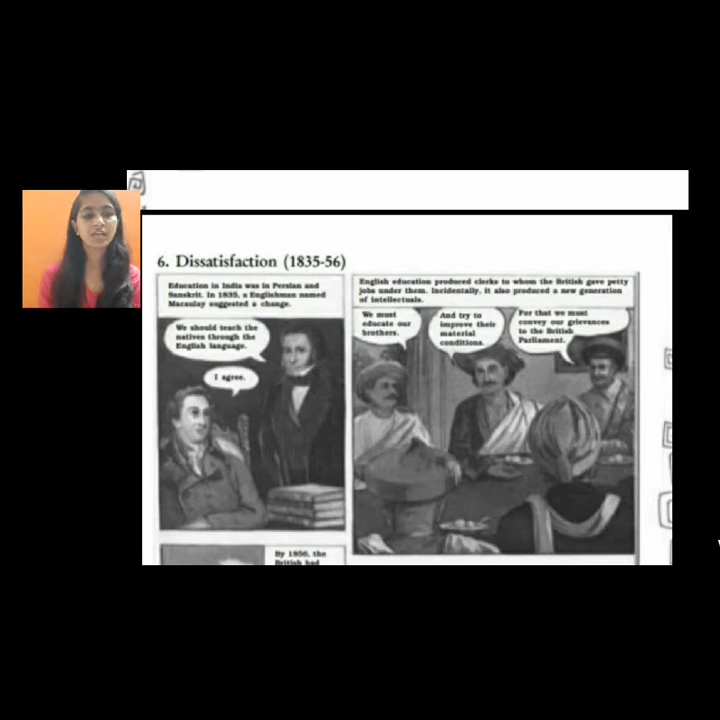 6. Dissatisfaction (1835-56)
Education in India was in Persian and
Sanskrit. In 1835, a Englishman named
Macaulay suggested a change.
We should teach the
natives through the
English language.
I agree.
English education produced clerks to whom the British gave petty
jobs under them. Incidentally, it also produced a new generation
of intellectuals.
We must
educate our
brothers.
And try to
improve their
material
conditions.
For that we must
convey our grievances
to the British
Parliament.
By 1856, the
British had